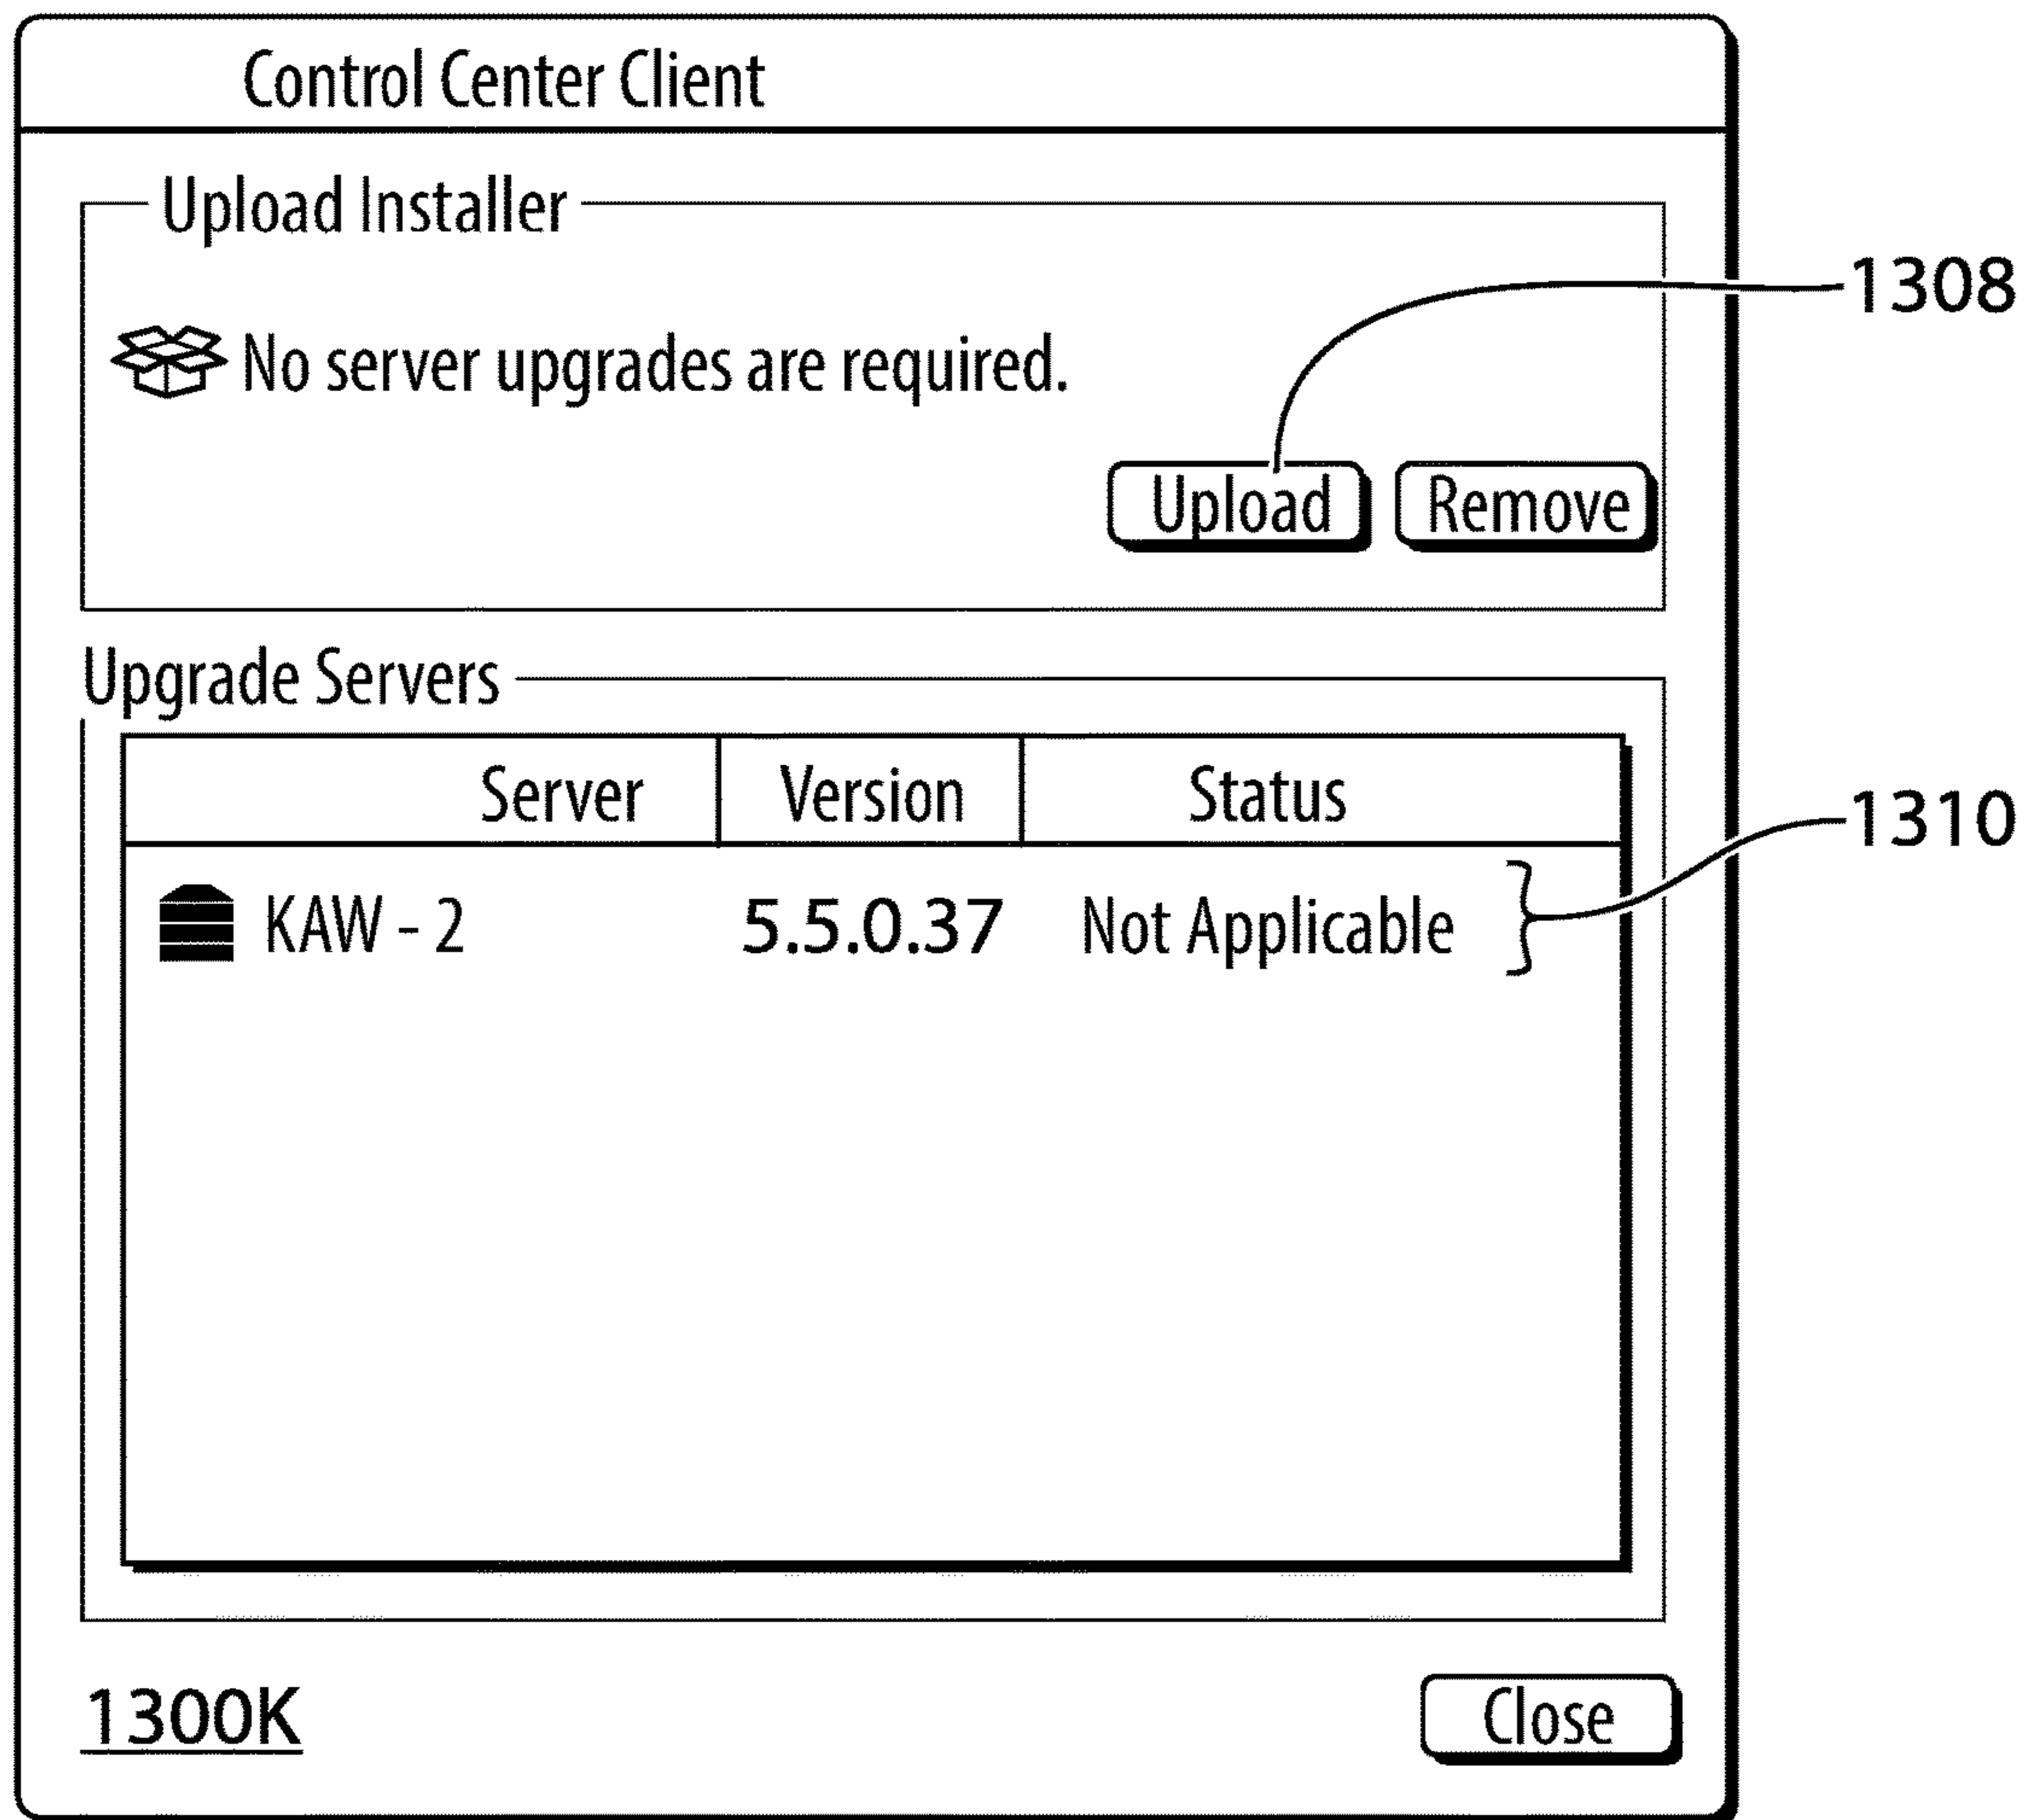 Control Center Client
Upload Installer
1308
No server upgrades are required.
Upload Remove
Upgrade Servers
Server Version Status
1310
KAW - 2 5.5.0.37 Not Applicable
1300K
Close